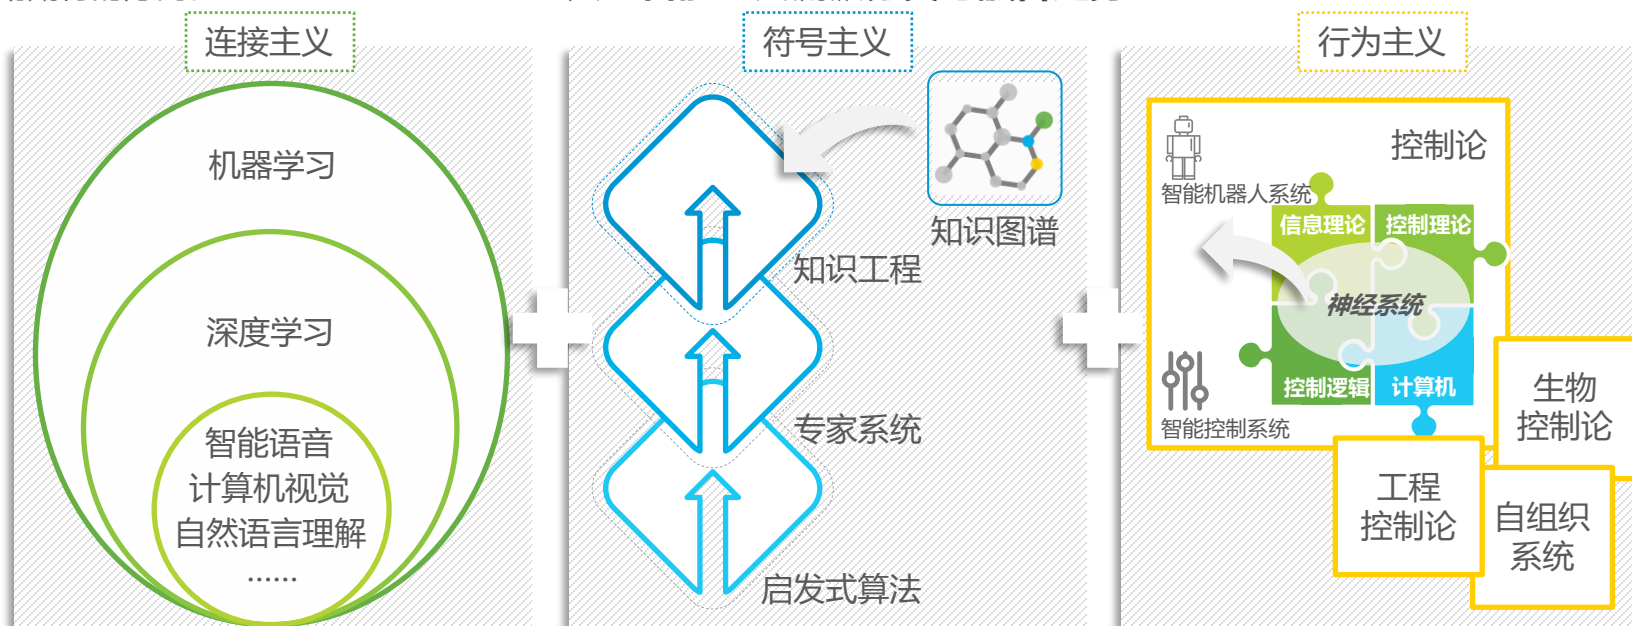 连接主义
机器学习
深度学习
智能语音
计算机视觉
自然语言理解
......
符号主义
知识图谱
知识工程
专家系统
启发式算法
行为主义
控制论
智能机器人系统
信息理论
控制理论
神经系统
控制逻辑
计算机
智能控制系统
生物
控制论
工程
控制论
自组织
系统